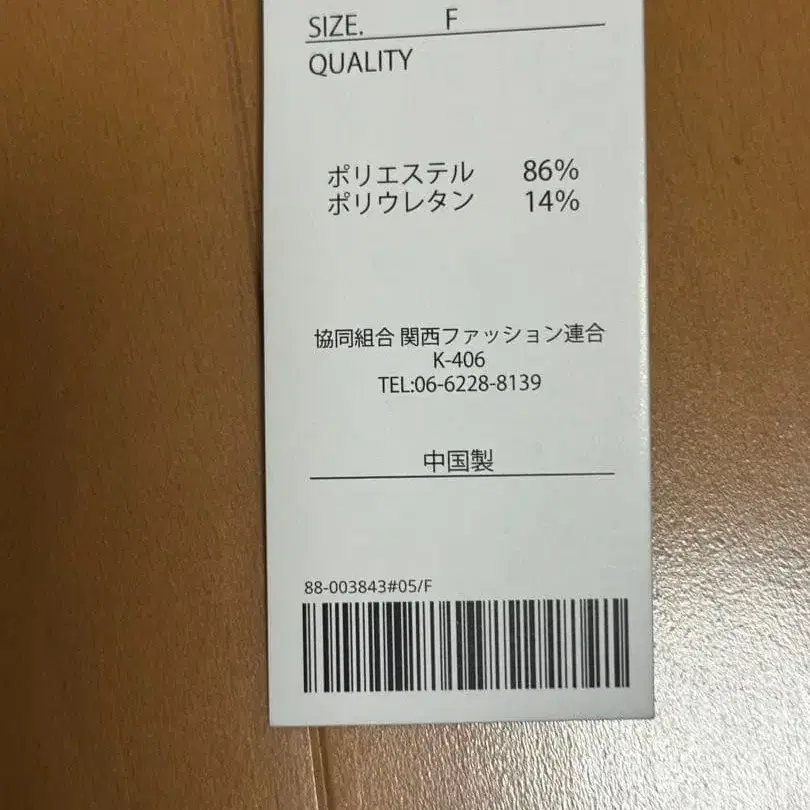 SIZE. F
QUALITY
ポリエステル 86%
ポリウレタン 14%
協同組合 関西ファッション連合
K-406
TEL:06-6228-8139
中国製
88-003843#05/F